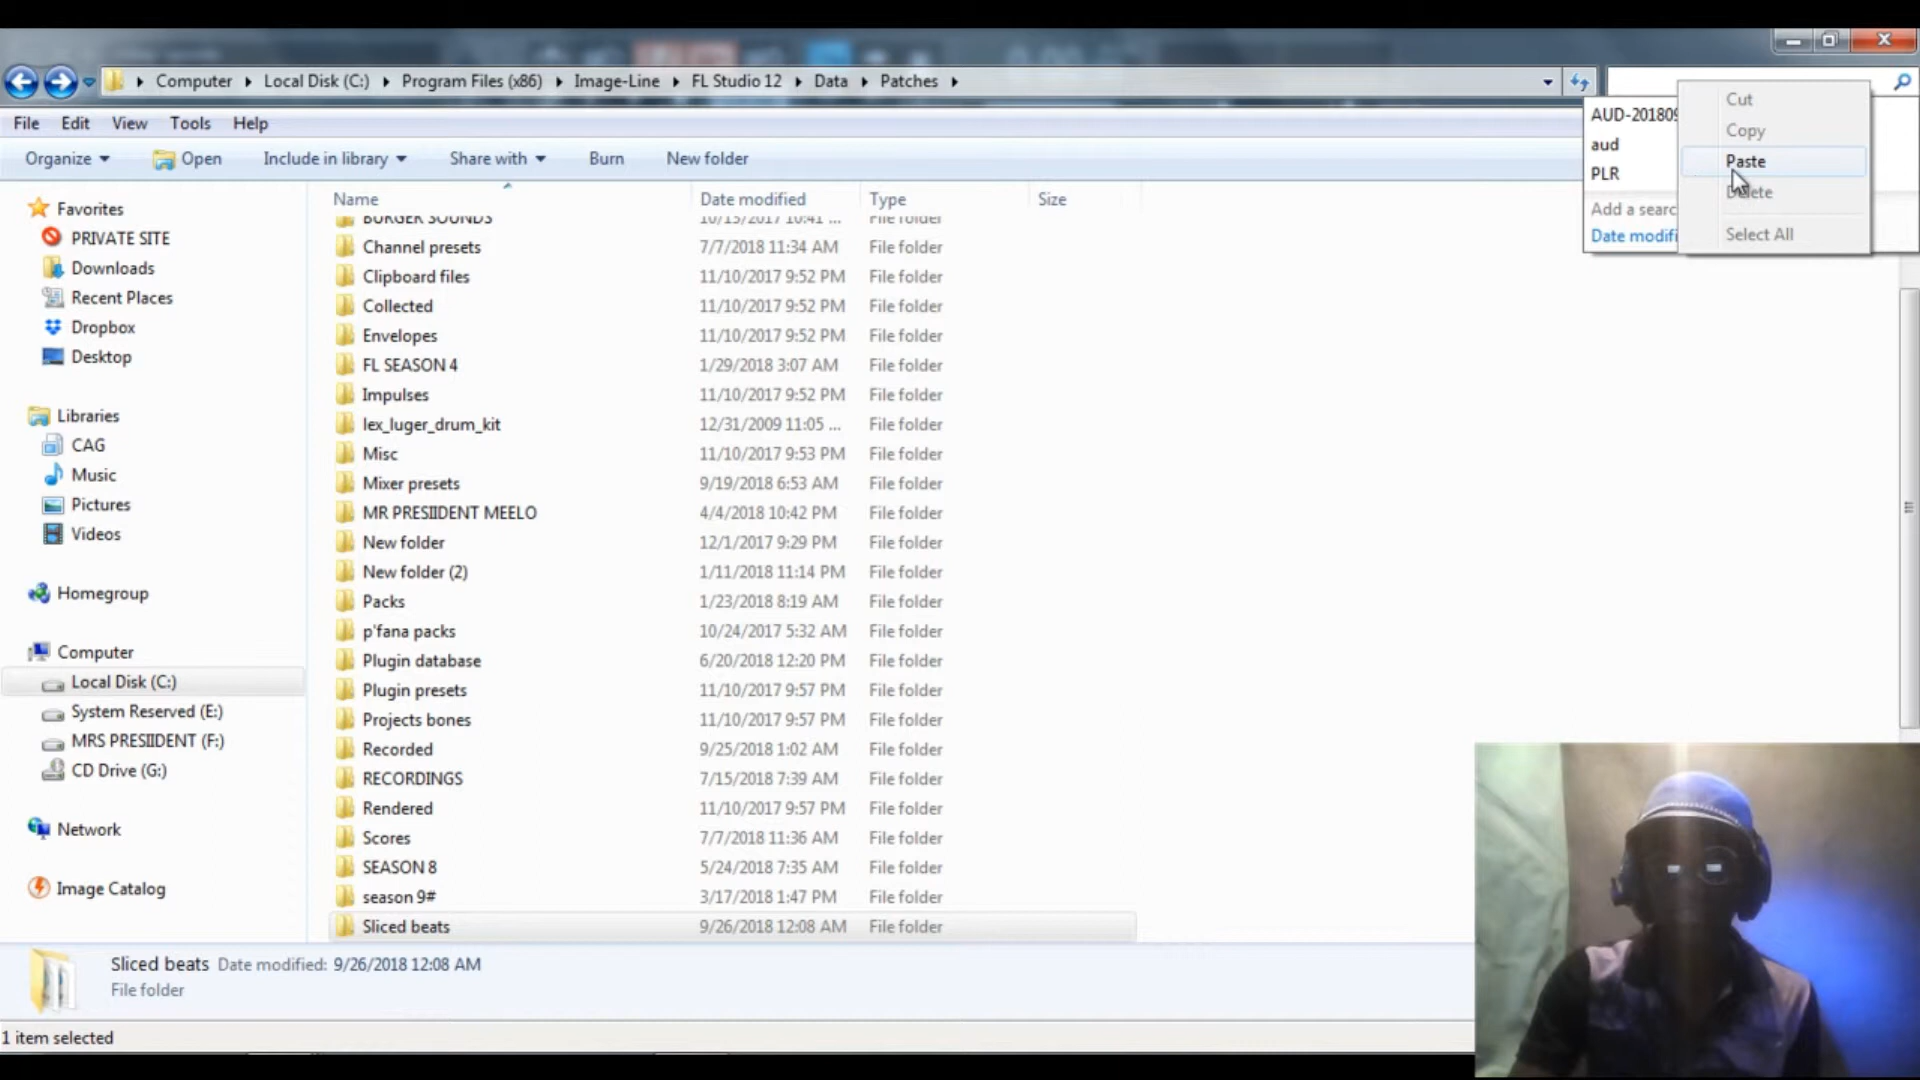 Computer Local Disk (C:) Program Files (x86) Image-Line FL Studio 12 Data Patches
File Edit View Tools Help
Organize Open Include in library Share with Burn New folder
Favorites
PRIVATE SITE
Downloads
Recent Places
Dropbox
Desktop
Libraries
CAG
Music
Pictures
Videos
Homegroup
Computer
Local Disk (C:)
System Reserved (E:)
MRS PRESIIDENT (F:)
CD Drive (G:)
Network
Image Catalog
Name Date modified Type Size
BURGER SOUNDS 10/15/2017 10:41 ... File folder
Channel presets 7/7/2018 11:34 AM File folder
Clipboard files 11/10/2017 9:52 PM File folder
Collected 11/10/2017 9:52 PM File folder
Envelopes 11/10/2017 9:52 PM File folder
FL SEASON 4 1/29/2018 3:07 AM File folder
Impulses 11/10/2017 9:52 PM File folder
lex_luger_drum_kit 12/31/2009 11:05 ... File folder
Misc 11/10/2017 9:53 PM File folder
Mixer presets 9/19/2018 6:53 AM File folder
MR PRESIIDENT MEELO 4/4/2018 10:42 PM File folder
New folder 12/1/2017 9:29 PM File folder
New folder (2) 1/11/2018 11:14 PM File folder
Packs 1/23/2018 8:19 AM File folder
p'fana packs 10/24/2017 5:32 AM File folder
Plugin database 6/20/2018 12:20 PM File folder
Plugin presets 11/10/2017 9:57 PM File folder
Projects bones 11/10/2017 9:57 PM File folder
Recorded 9/25/2018 1:02 AM File folder
RECORDINGS 7/15/2018 7:39 AM File folder
Rendered 11/10/2017 9:57 PM File folder
Scores 7/7/2018 11:36 AM File folder
SEASON 8 5/24/2018 7:35 AM File folder
season 9# 3/17/2018 1:47 PM File folder
Sliced beats 9/26/2018 12:08 AM File folder
AUD-201809
aud
PLR
Add a searc
Date modifi
Cut
Copy
Paste
Delete
Select All
Sliced beats Date modified: 9/26/2018 12:08 AM
File folder
1 item selected